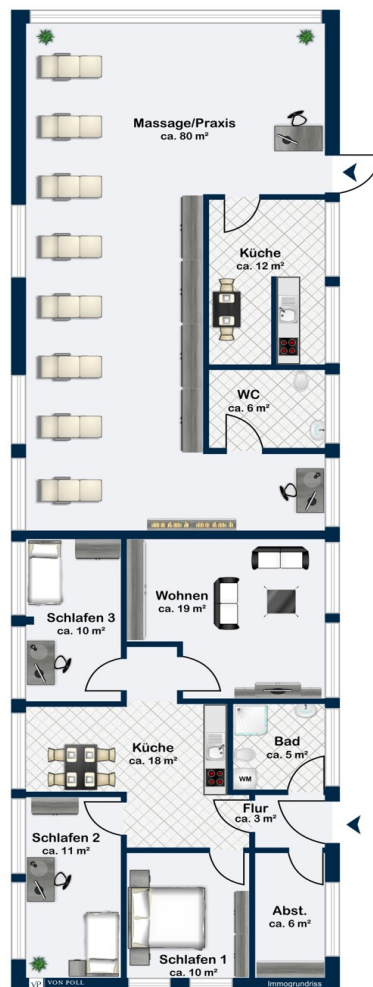 Massage/Praxis
ca. 80 m²
Küche
ca. 12 m²
WC
ca. 6 m²
Wohnen
ca. 19 m²
Schlafen 3
ca. 10 m²
Küche
ca. 18 m²
Bad
ca. 5 m²
WM
Flur
ca. 3 m²
Schlafen 2
ca. 11 m²
Schlafen 1
ca. 10 m²
Abst.
ca. 6 m²
VP VON POLL
Immogrundriss